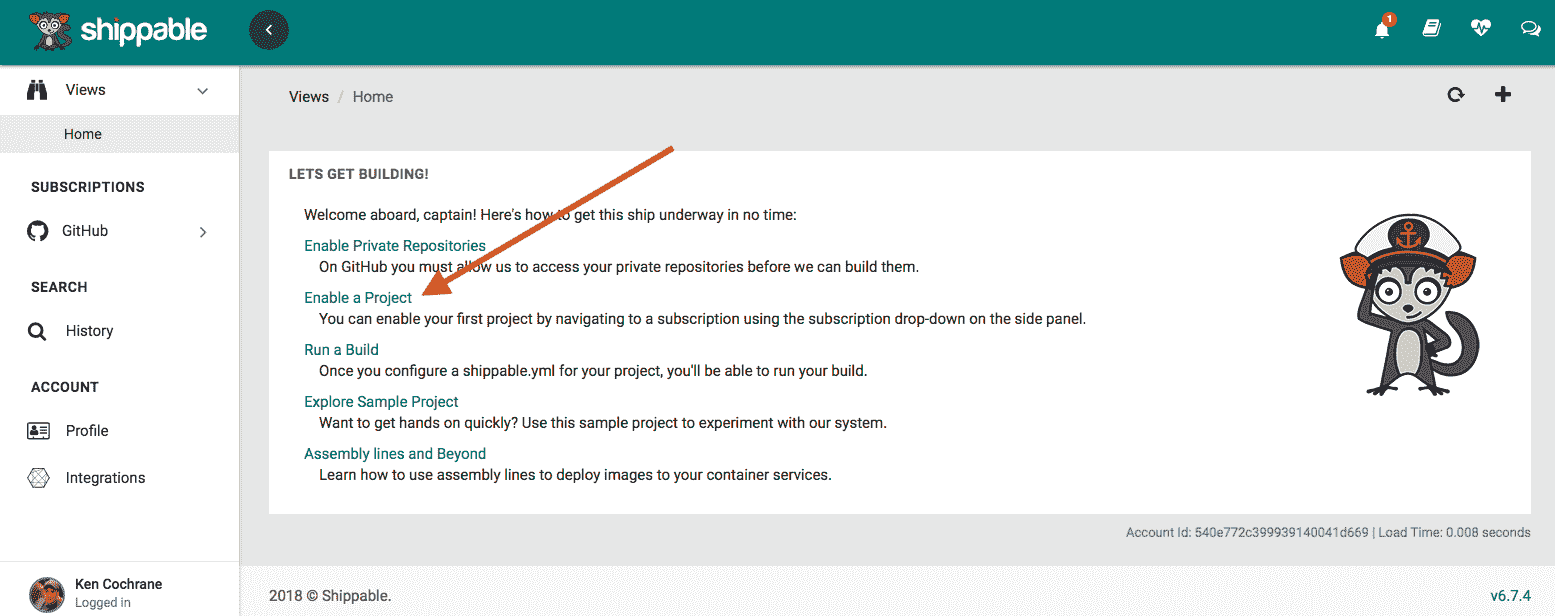 shippable
1
Views
Home
SUBSCRIPTIONS
GitHub
SEARCH
History
ACCOUNT
Profile
Integrations
Ken Cochrane
Logged in
Views / Home
LETS GET BUILDING!
Welcome aboard, captain! Here's how to get this ship underway in no time:
Enable Private Repositories
On GitHub you must allow us to access your private repositories before we can build them.
Enable a Project
You can enable your first project by navigating to a subscription using the subscription drop-down on the side panel.
Run a Build
Once you configure a shippable.yml for your project, you'll be able to run your build.
Explore Sample Project
Want to get hands on quickly? Use this sample project to experiment with our system.
Assembly lines and Beyond
Learn how to use assembly lines to deploy images to your container services.
Account Id: 540e772c399939140041d669 | Load Time: 0.008 seconds
2018 © Shippable.
v6.7.4